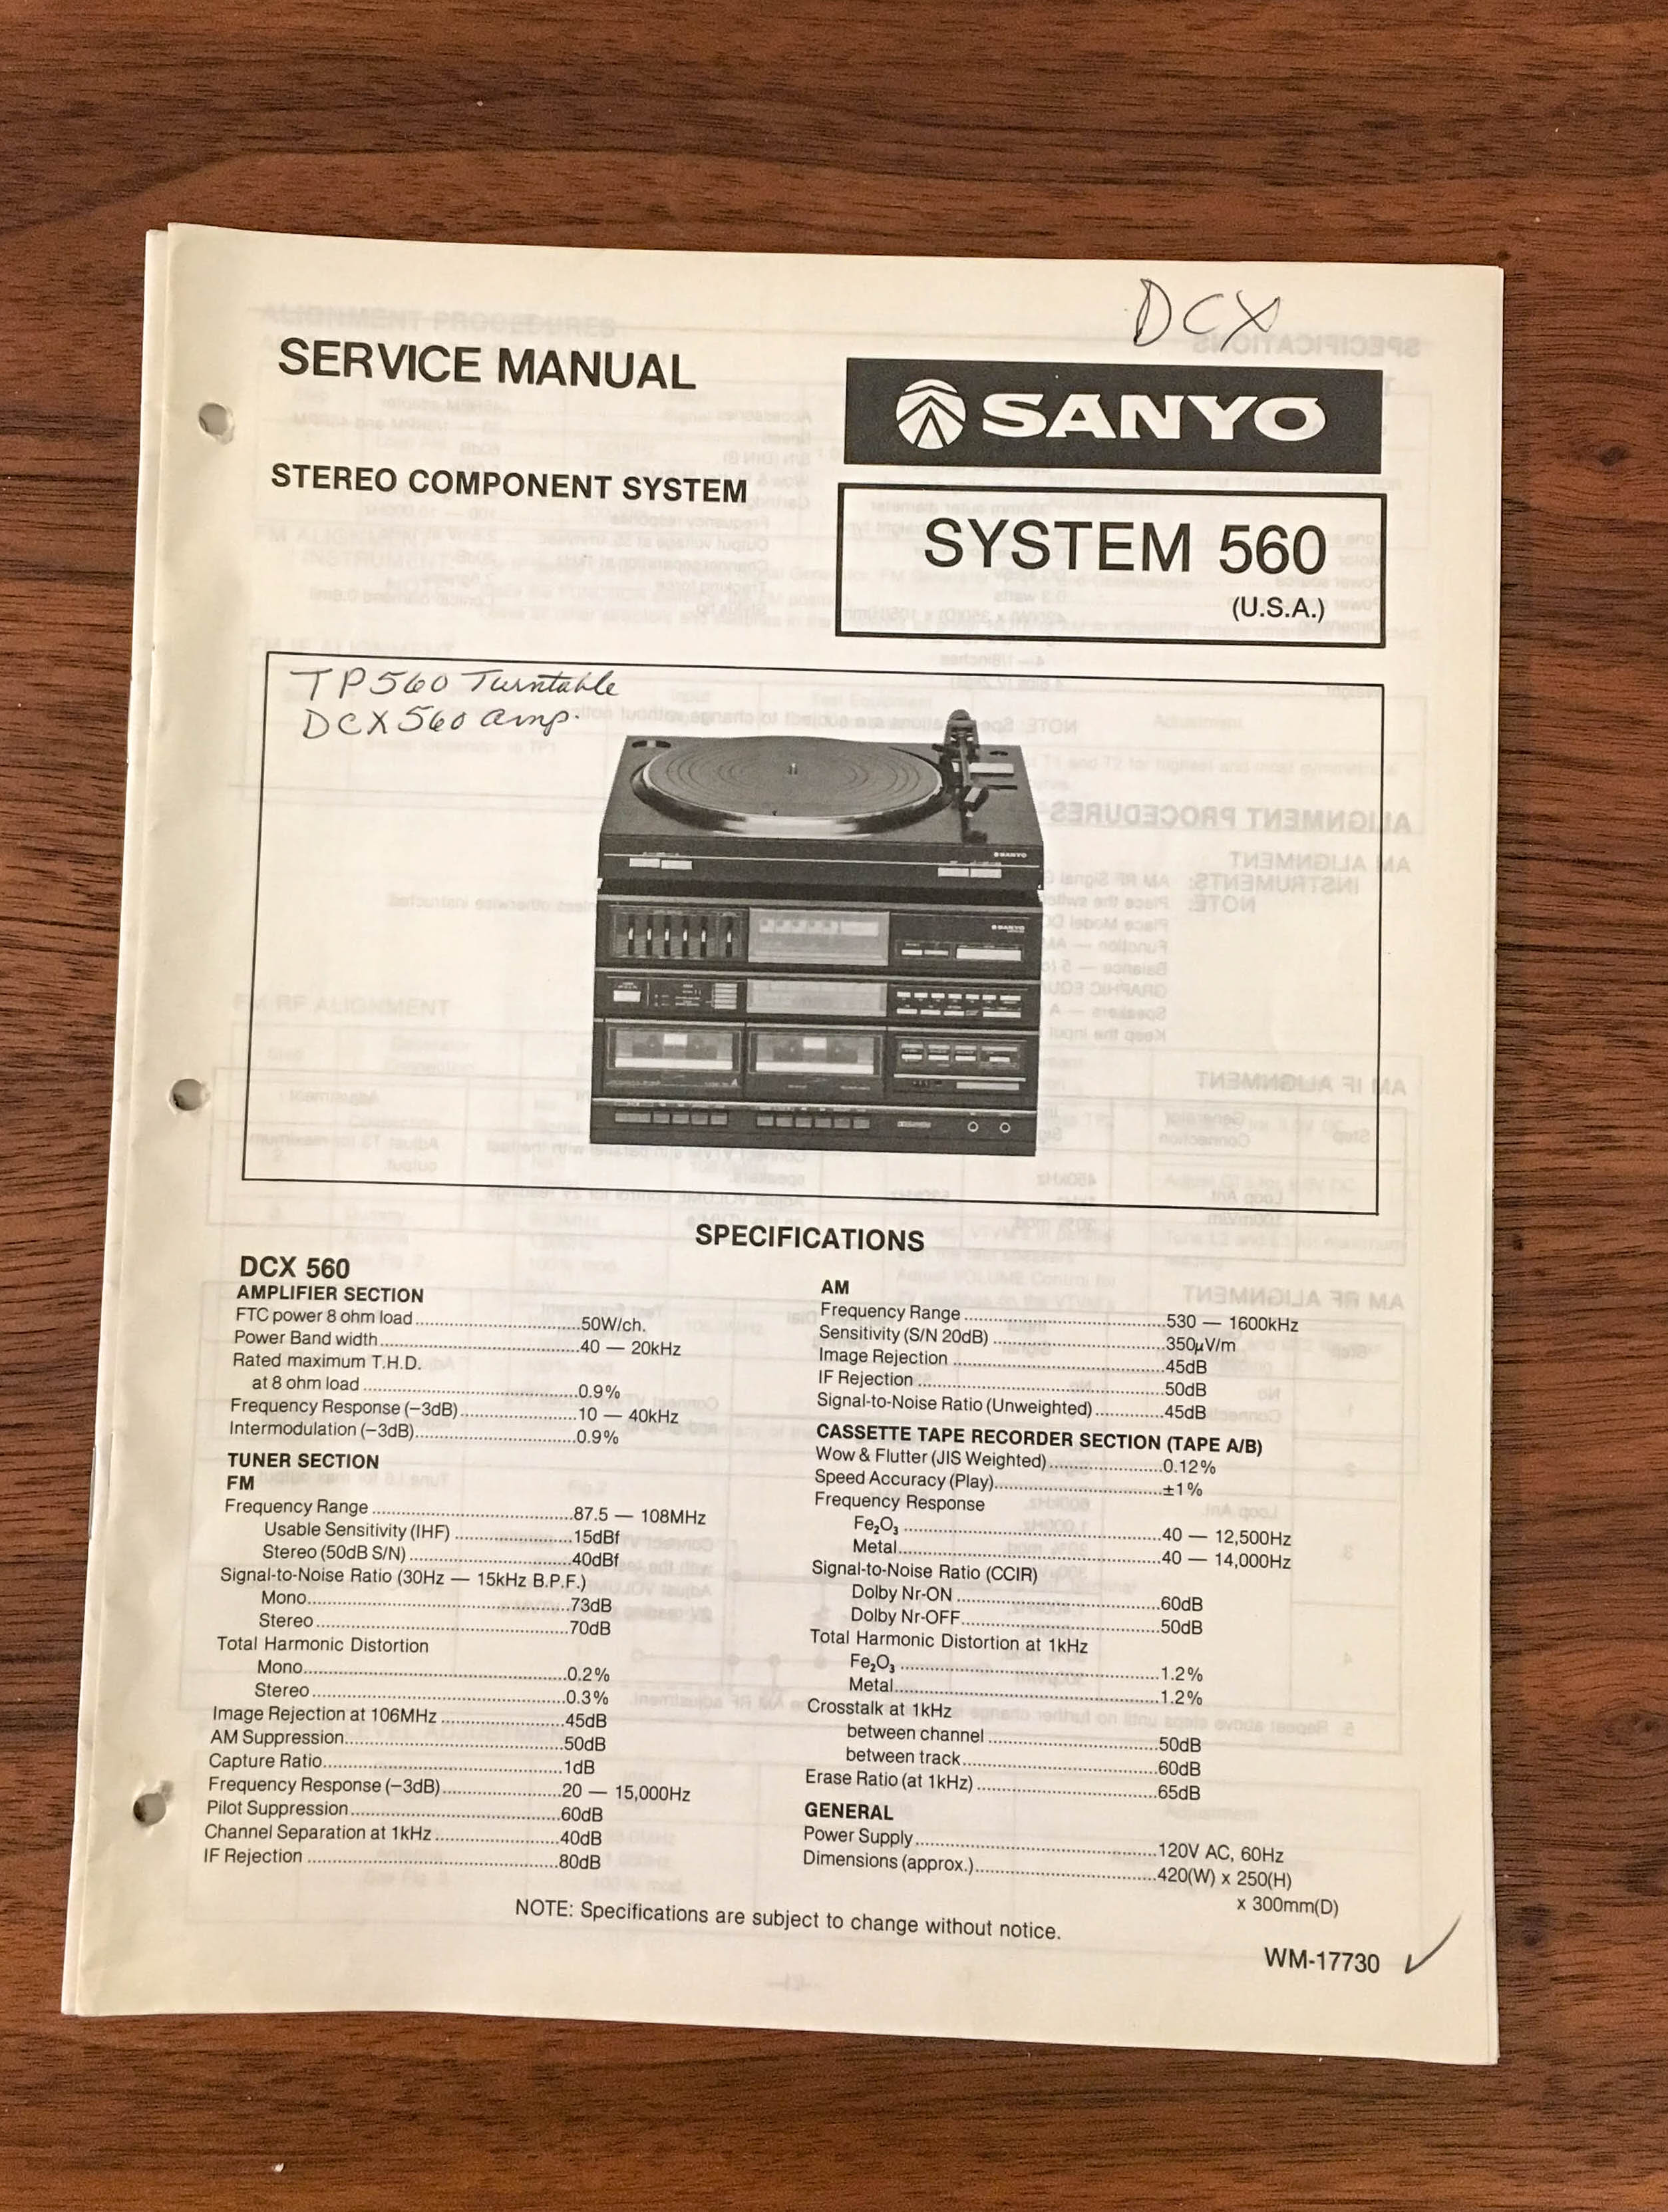 DCX
SERVICE MANUAL
SANYO
STEREO COMPONENT SYSTEM
SYSTEM 560
(U.S.A.)
TP560 Turntable
DCX560 amp.
SANYO
SANYO
SPECIFICATIONS
DCX 560
AMPLIFIER SECTION
FTC power 8 ohm load..............................50W/ch.
Power Band width....................................40 — 20kHz
Rated maximum T.H.D.
at 8 ohm load.......................................0.9%
Frequency Response (−3dB).....................10 — 40kHz
Intermodulation (−3dB)............................0.9%
TUNER SECTION
FM
Frequency Range....................................87.5 — 108MHz
Usable Sensitivity (IHF).....................15dBf
Stereo (50dB S/N).............................40dBf
Signal-to-Noise Ratio (30Hz — 15kHz B.P.F.)
Mono...............................................73dB
Stereo.............................................70dB
Total Harmonic Distortion
Mono...............................................0.2%
Stereo.............................................0.3%
Image Rejection at 106MHz......................45dB
AM Suppression.......................................50dB
Capture Ratio..........................................1dB
Frequency Response (−3dB).....................20 — 15,000Hz
Pilot Suppression.....................................60dB
Channel Separation at 1kHz......................40dB
IF Rejection.............................................80dB
AM
Frequency Range....................................530 — 1600kHz
Sensitivity (S/N 20dB)..............................350µV/m
Image Rejection......................................45dB
IF Rejection............................................50dB
Signal-to-Noise Ratio (Unweighted)............45dB
CASSETTE TAPE RECORDER SECTION (TAPE A/B)
Wow & Flutter (JIS Weighted)....................0.12%
Speed Accuracy (Play)..............................±1%
Frequency Response
Fe₂O₃..............................................40 — 12,500Hz
Metal...............................................40 — 14,000Hz
Signal-to-Noise Ratio (CCIR)
Dolby Nr-ON....................................60dB
Dolby Nr-OFF...................................50dB
Total Harmonic Distortion at 1kHz
Fe₂O₃..............................................1.2%
Metal...............................................1.2%
Crosstalk at 1kHz
between channel..............................50dB
between track...................................60dB
Erase Ratio (at 1kHz)...............................65dB
GENERAL
Power Supply..........................................120V AC, 60Hz
Dimensions (approx.)...............................420(W) x 250(H)
x 300mm(D)
NOTE: Specifications are subject to change without notice.
WM-17730 ✓